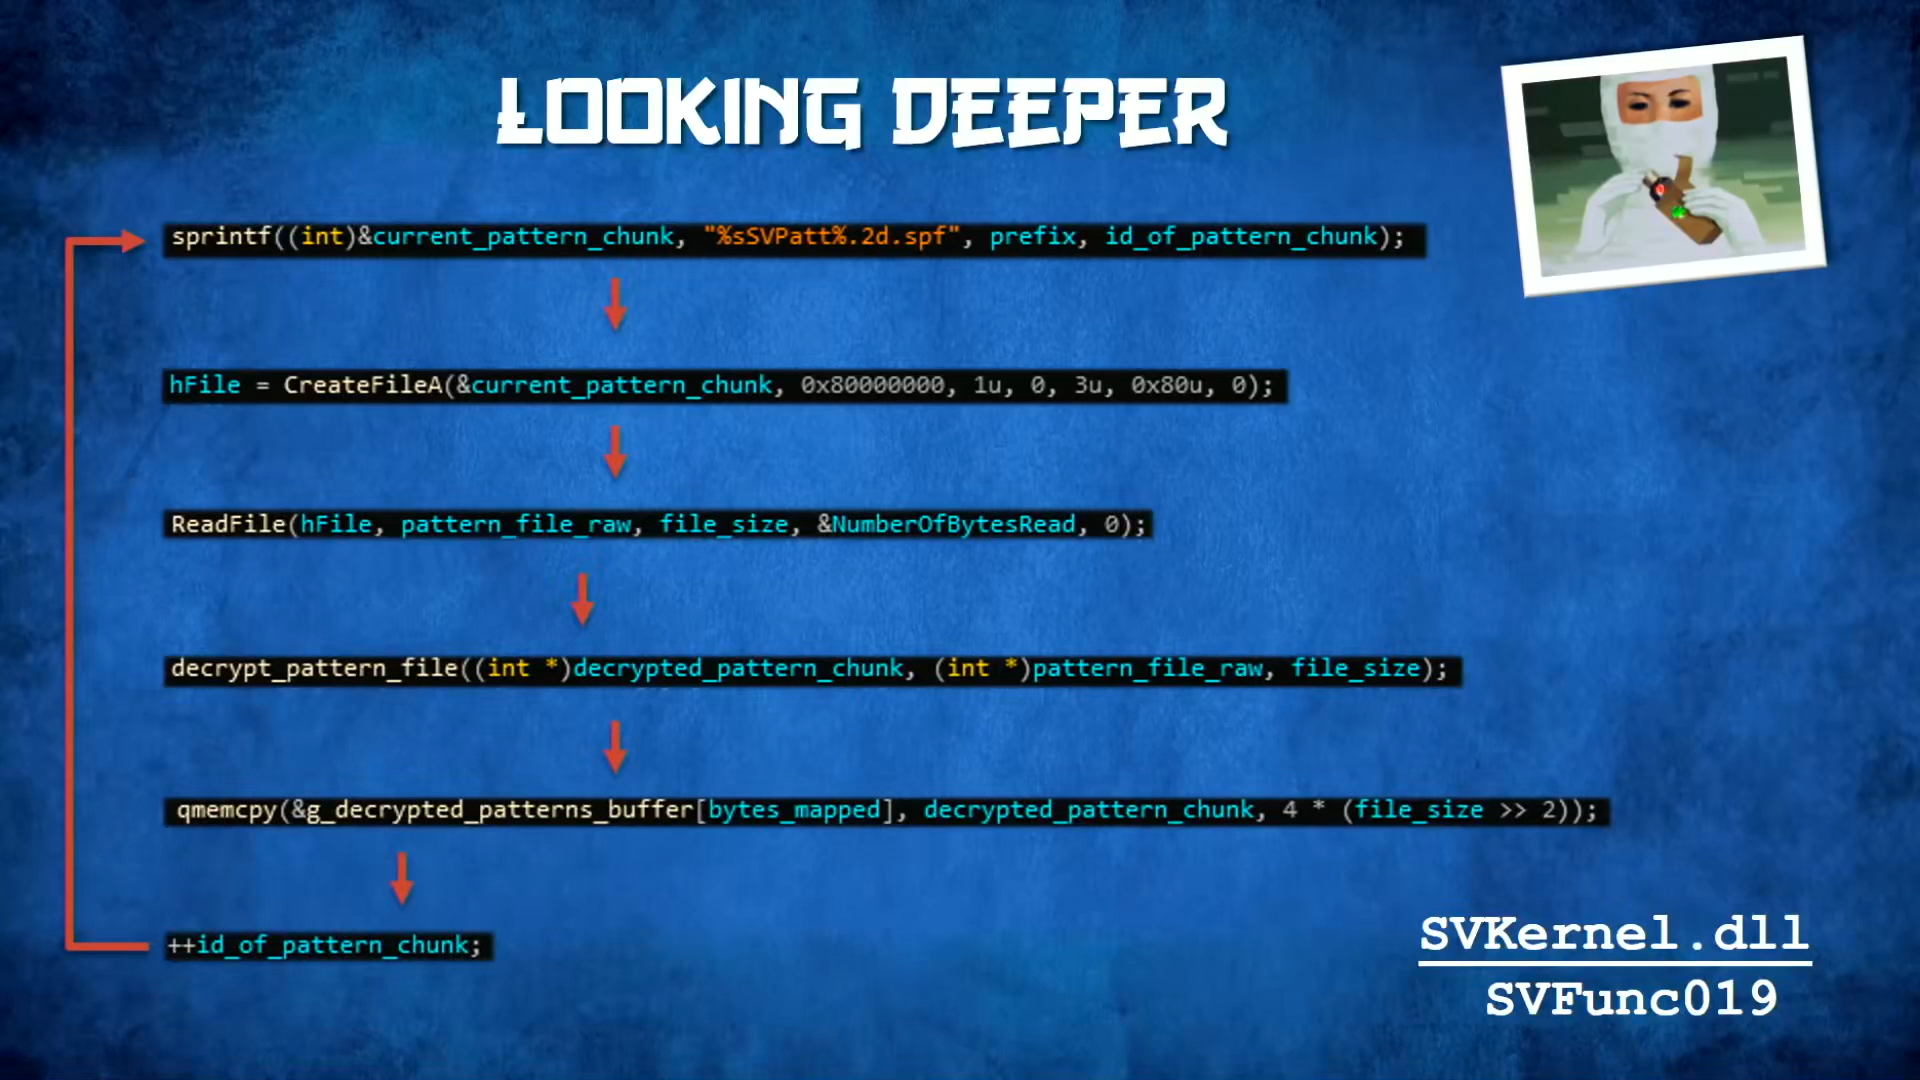 LOOKING DEEPER
sprintf((int)&current_pattern_chunk, "%sSVPatt%.2d.spf", prefix, id_of_pattern_chunk);
hFile = CreateFileA(&current_pattern_chunk, 0x80000000, 1u, 0, 3u, 0x80u, 0);
ReadFile(hFile, pattern_file_raw, file_size, &NumberOfBytesRead, 0);
decrypt_pattern_file((int *)decrypted_pattern_chunk, (int *)pattern_file_raw, file_size);
qmemcpy(&g_decrypted_patterns_buffer[bytes_mapped], decrypted_pattern_chunk, 4 * (file_size >> 2));
++id_of_pattern_chunk;
SVKernel.dll
SVFunc019